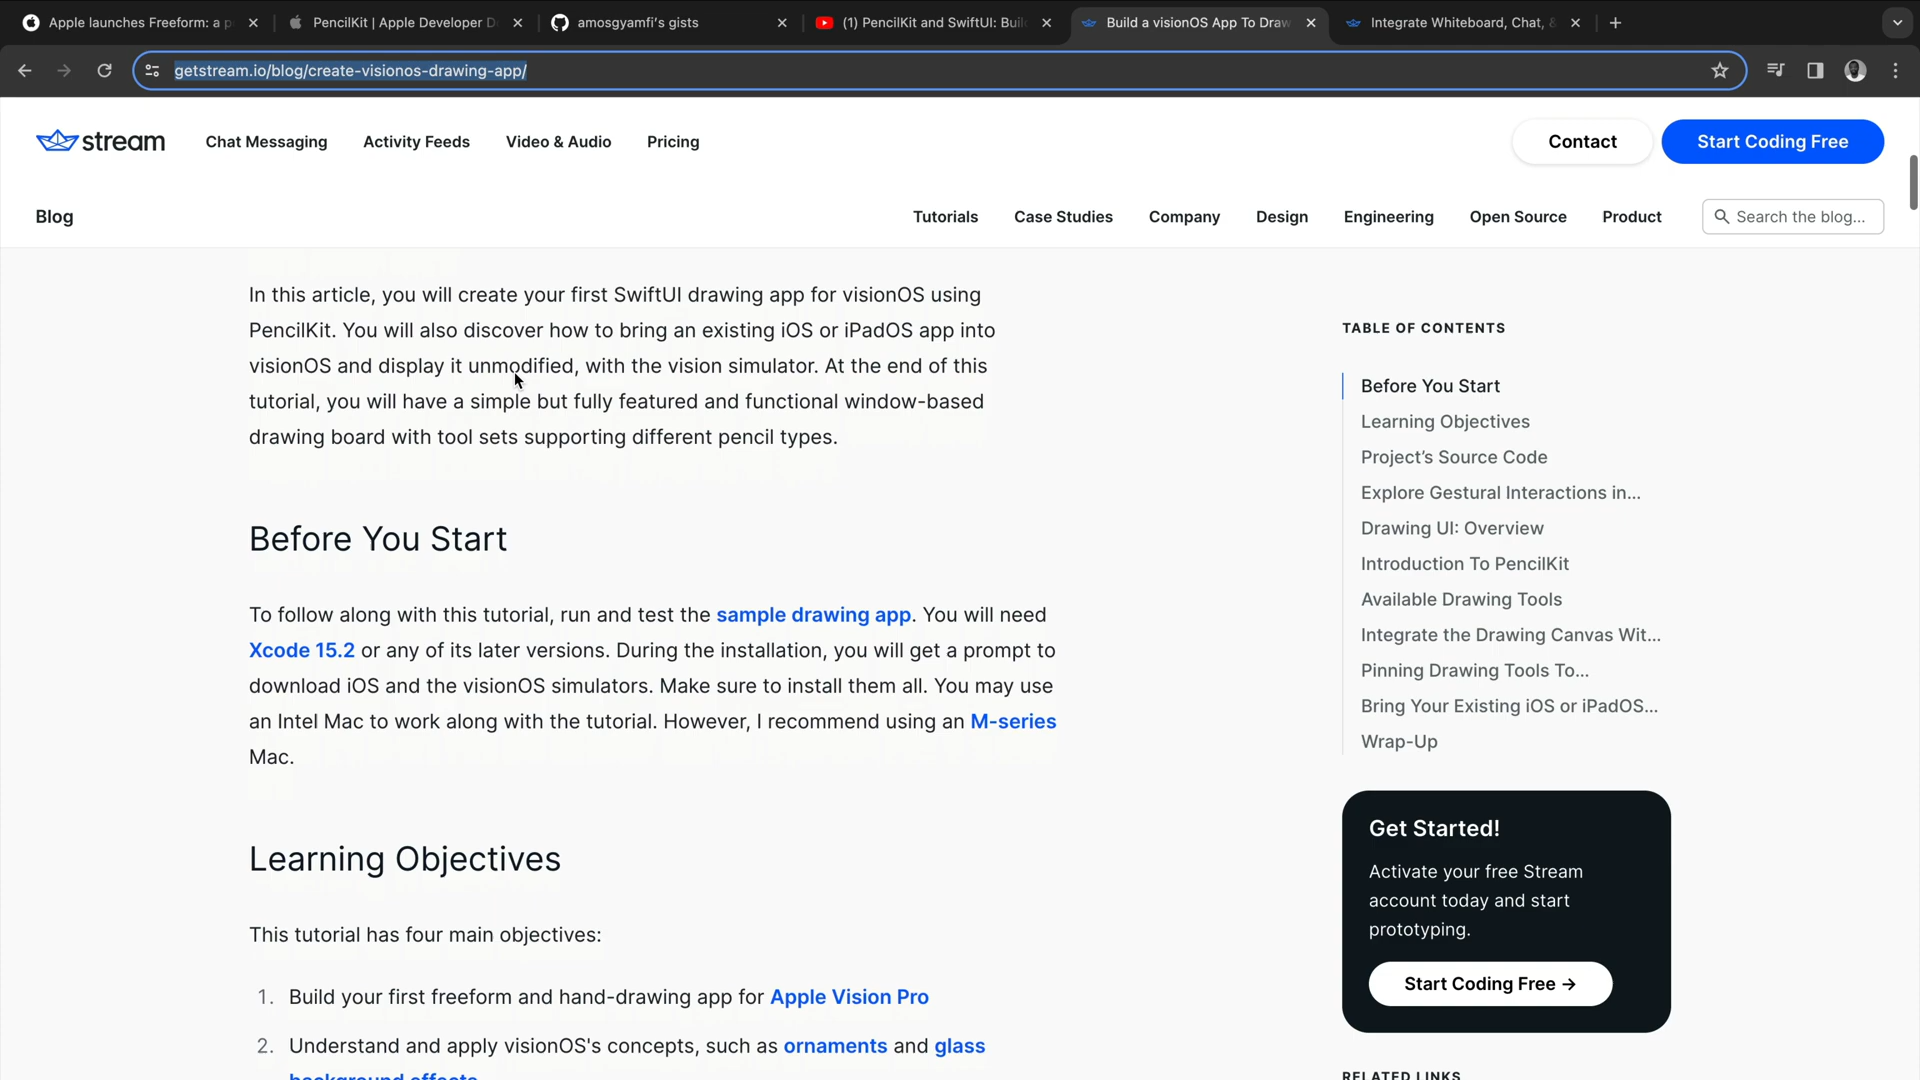 Apple launches Freeform: a p
PencilKit | Apple Developer D
amosgyamfi's gists
(1) PencilKit and SwiftUI: Buil
Build a visionOS App To Draw
Integrate Whiteboard, Chat, &
getstream.io/blog/create-visionos-drawing-app/
stream
Chat Messaging
Activity Feeds
Video & Audio
Pricing
Contact
Start Coding Free
Blog
Tutorials
Case Studies
Company
Design
Engineering
Open Source
Product
Search the blog...
In this article, you will create your first SwiftUI drawing app for visionOS using
PencilKit. You will also discover how to bring an existing iOS or iPadOS app into
visionOS and display it unmodified, with the vision simulator. At the end of this
tutorial, you will have a simple but fully featured and functional window-based
drawing board with tool sets supporting different pencil types.
Before You Start
To follow along with this tutorial, run and test the sample drawing app. You will need
Xcode 15.2 or any of its later versions. During the installation, you will get a prompt to
download iOS and the visionOS simulators. Make sure to install them all. You may use
an Intel Mac to work along with the tutorial. However, I recommend using an M-series
Mac.
Learning Objectives
This tutorial has four main objectives:
1. Build your first freeform and hand-drawing app for Apple Vision Pro
2. Understand and apply visionOS's concepts, such as ornaments and glass
background effects
TABLE OF CONTENTS
Before You Start
Learning Objectives
Project's Source Code
Explore Gestural Interactions in...
Drawing UI: Overview
Introduction To PencilKit
Available Drawing Tools
Integrate the Drawing Canvas Wit...
Pinning Drawing Tools To...
Bring Your Existing iOS or iPadOS...
Wrap-Up
Get Started!
Activate your free Stream
account today and start
prototyping.
Start Coding Free →
RELATED LINKS